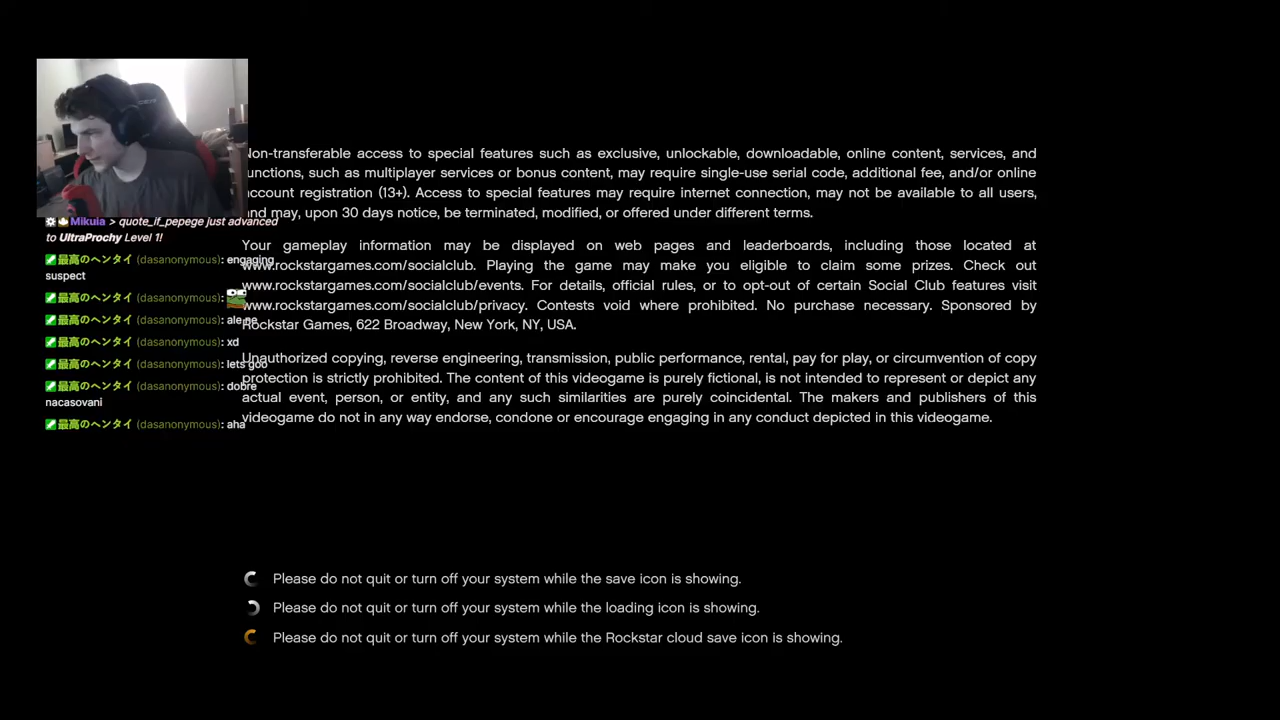 Non-transferable access to special features such as exclusive, unlockable, downloadable, online content, services, and
functions, such as multiplayer services or bonus content, may require single-use serial code, additional fee, and/or online
account registration (13+). Access to special features may require internet connection, may not be available to all users,
and may, upon 30 days notice, be terminated, modified, or offered under different terms.
Your gameplay information may be displayed on web pages and leaderboards, including those located at
www.rockstargames.com/socialclub. Playing the game may make you eligible to claim some prizes. Check out
www.rockstargames.com/socialclub/events. For details, official rules, or to opt-out of certain Social Club features visit
www.rockstargames.com/socialclub/privacy. Contests void where prohibited. No purchase necessary. Sponsored by
Rockstar Games, 622 Broadway, New York, NY, USA.
Unauthorized copying, reverse engineering, transmission, public performance, rental, pay for play, or circumvention of copy
protection is strictly prohibited. The content of this videogame is purely fictional, is not intended to represent or depict any
actual event, person, or entity, and any such similarities are purely coincidental. The makers and publishers of this
videogame do not in any way endorse, condone or encourage engaging in any conduct depicted in this videogame.
Mikuia > quote_if_pepege just advanced
to UltraProchy Level 1!
最高のヘンタイ (dasanonymous): engaging
suspect
最高のヘンタイ (dasanonymous):
最高のヘンタイ (dasanonymous): ale ne
最高のヘンタイ (dasanonymous): xd
最高のヘンタイ (dasanonymous): lets goo
最高のヘンタイ (dasanonymous): dobre
nacasovani
最高のヘンタイ (dasanonymous): aha
Please do not quit or turn off your system while the save icon is showing.
Please do not quit or turn off your system while the loading icon is showing.
Please do not quit or turn off your system while the Rockstar cloud save icon is showing.